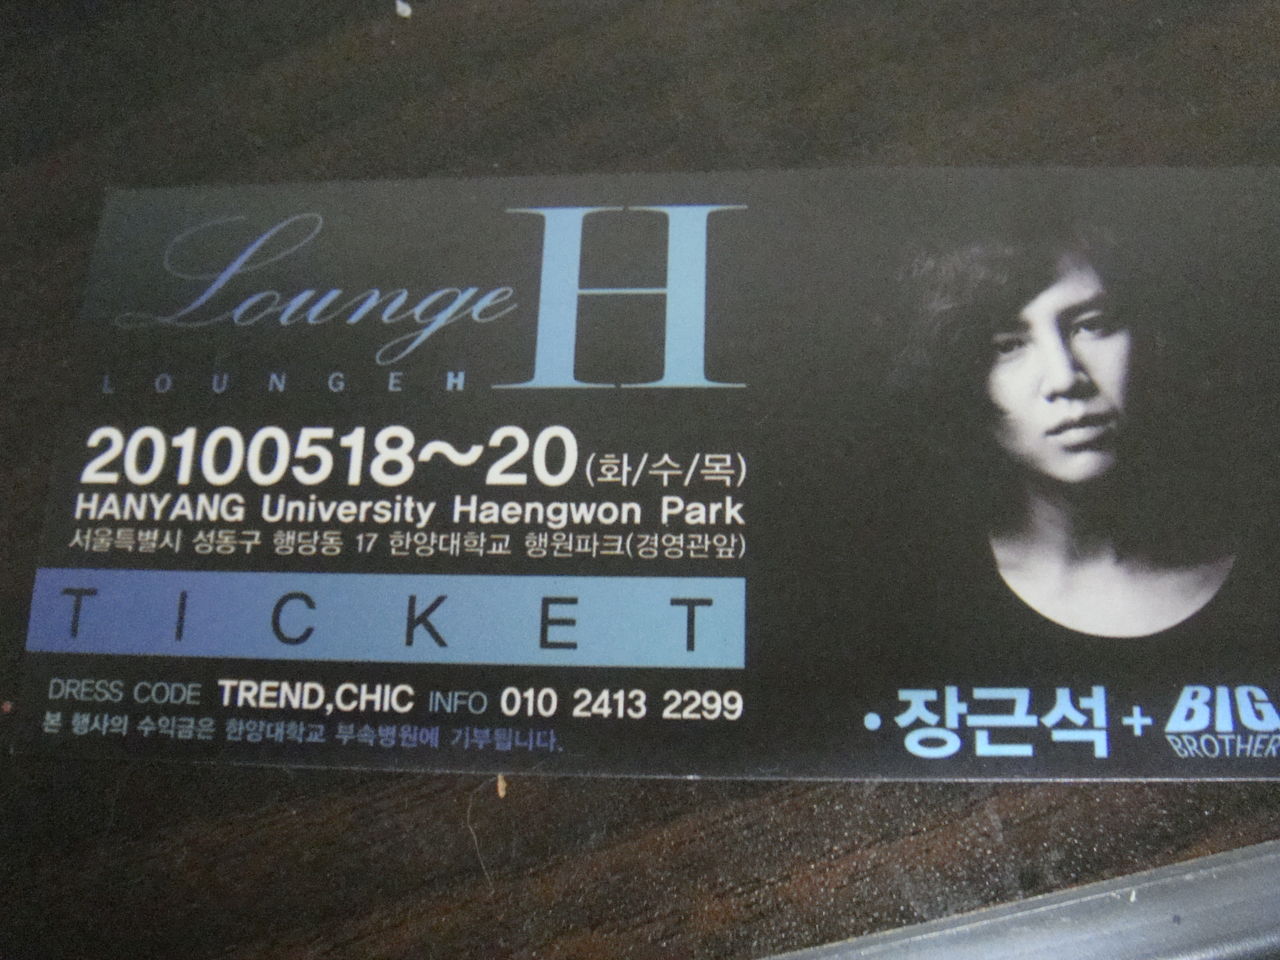 Lounge H
LOUNGE H
20100518~20(화/수/목)
HANYANG University Haengwon Park
서울특별시 성동구 행당동 17 한양대학교 행원파크(경영관앞)
TICKET
DRESS CODE TREND,CHIC INFO 010 2413 2299
본 행사의 수익금은 한양대학교 부속병원에 기부됩니다.
·장근석+BIG
BROTHER